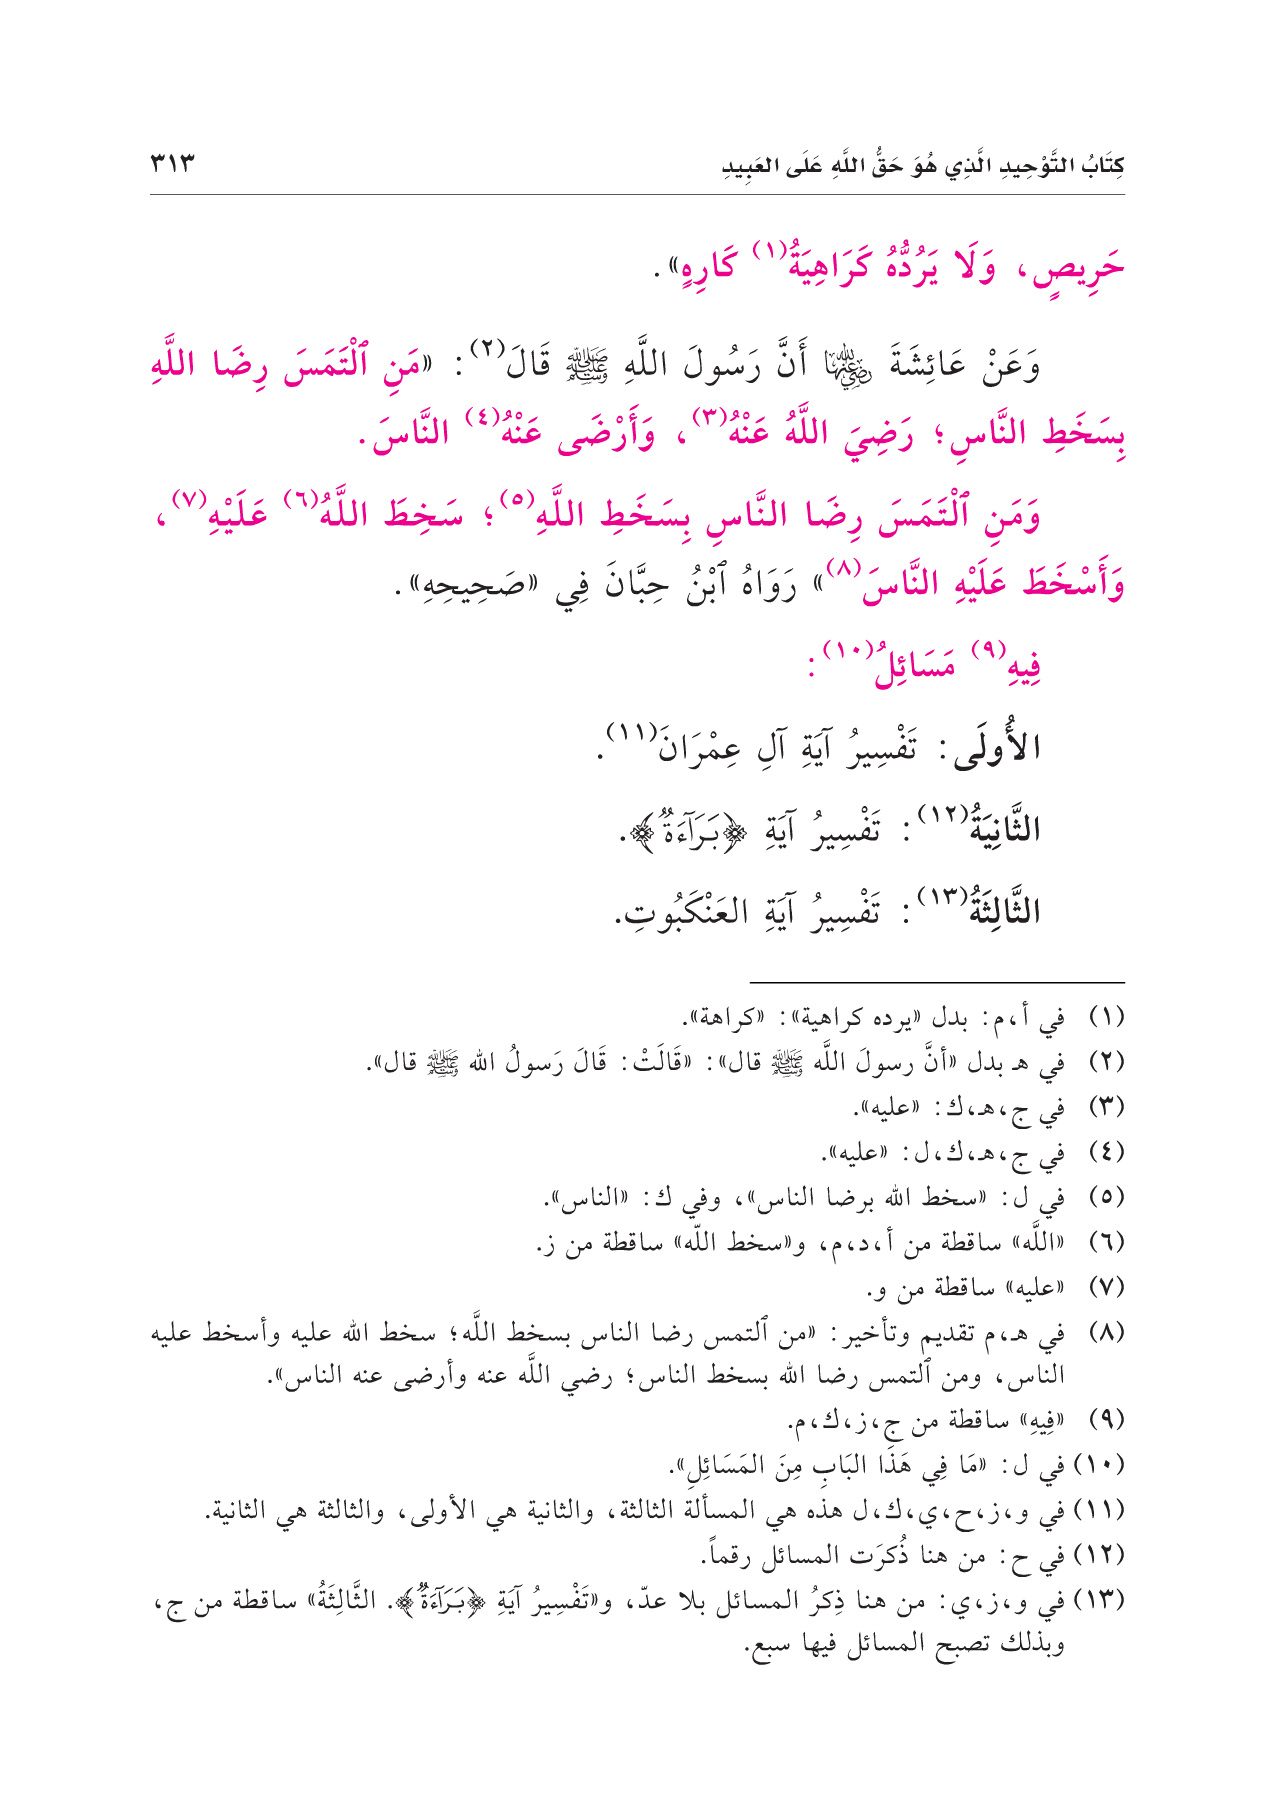 كِتَابُ التَّوْحِيدِ الَّذِي هُوَ حَقُّ اللَّهِ عَلَى العَبِيدِ ٣١٣
حَرِيصٍ، وَلَا يَرُدُّهُ كَرَاهِيَةُ(١) كَارِهٍ».
وَعَنْ عَائِشَةَ رضي الله عنها أَنَّ رَسُولَ اللَّهِ ﷺ قَالَ(٢): «مَنِ ٱلْتَمَسَ رِضَا اللَّهِ
بِسَخَطِ النَّاسِ؛ رَضِيَ اللَّهُ عَنْهُ(٣)، وَأَرْضَى عَنْهُ(٤) النَّاسَ.
وَمَنِ ٱلْتَمَسَ رِضَا النَّاسِ بِسَخَطِ اللَّهِ(٥)؛ سَخِطَ اللَّهُ(٦) عَلَيْهِ(٧)،
وَأَسْخَطَ عَلَيْهِ النَّاسَ(٨)» رَوَاهُ ٱبْنُ حِبَّانَ فِي «صَحِيحِهِ».
فِيهِ(٩) مَسَائِلُ(١٠):
الأُولَى: تَفْسِيرُ آيَةِ آلِ عِمْرَانَ(١١).
الثَّانِيَةُ(١٢): تَفْسِيرُ آيَةِ ﴿بَرَآءَةٌ﴾.
الثَّالِثَةُ(١٣): تَفْسِيرُ آيَةِ العَنْكَبُوتِ.
(١) في أ،م: بدل «يرده كراهية»: «كراهة».
(٢) في هـ بدل «أنَّ رسولَ اللَّه ﷺ قال»: «قَالَتْ: قَالَ رَسولُ الله ﷺ قال».
(٣) في ج،هـ،ك: «عليه».
(٤) في ج،هـ،ك،ل: «عليه».
(٥) في ل: «سخط الله برضا الناس»، وفي ك: «الناس».
(٦) «اللَّه» ساقطة من أ،د،م، و«سخط اللّه» ساقطة من ز.
(٧) «عليه» ساقطة من و.
(٨) في هـ،م تقديم وتأخير: «من ٱلتمس رضا الناس بسخط اللَّه؛ سخط الله عليه وأسخط عليه
الناس، ومن ٱلتمس رضا الله بسخط الناس؛ رضي اللَّه عنه وأرضى عنه الناس».
(٩) «فِيهِ» ساقطة من ج،ز،ك،م.
(١٠) في ل: «مَا فِي هَذَا البَابِ مِنَ المَسَائِلِ».
(١١) في و،ز،ح،ي،ك،ل هذه هي المسألة الثالثة، والثانية هي الأولى، والثالثة هي الثانية.
(١٢) في ح: من هنا ذُكرَت المسائل رقماً.
(١٣) في و،ز،ي: من هنا ذِكرُ المسائل بلا عدّ، و«تَفْسِيرُ آيَةِ ﴿بَرَآءَةٌ﴾. الثَّالِثَةُ» ساقطة من ج،
وبذلك تصبح المسائل فيها سبع.